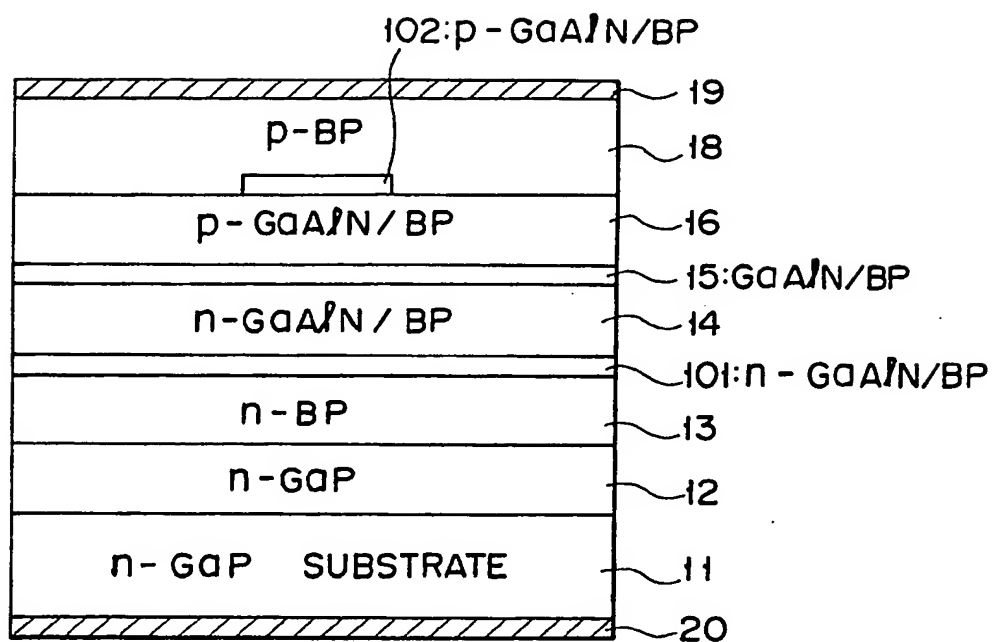 102:p-GaAlN/BP
19
p-BP
18
p-GaAlN/BP
16
15:GaAlN/BP
n-GaAlN/BP
14
101:n-GaAlN/BP
n-BP
13
n-GaP
12
n-GaP SUBSTRATE
11
20